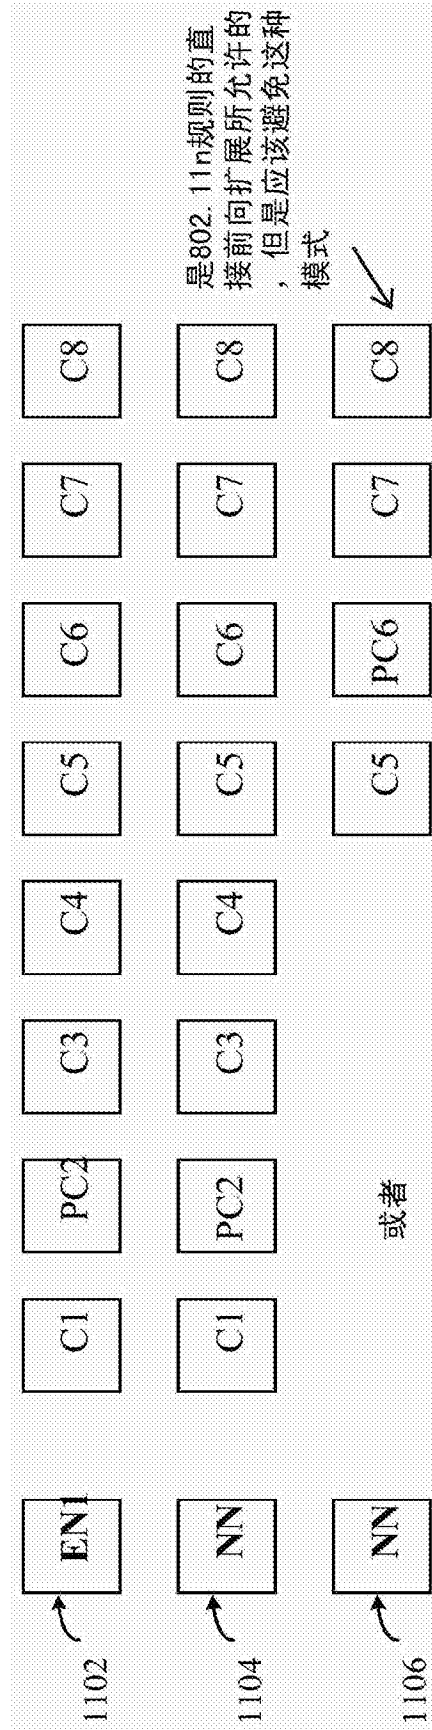 1102 EN1 C1 PC2 C3 C4 C5 C6 C7 C8
1104 NN C1 PC2 C3 C4 C5 C6 C7 C8
是802. 11n规则的直
接前向扩展所允许的
，但是应该避免这种
模式
1106 NN 或者 C5 PC6 C7 C8